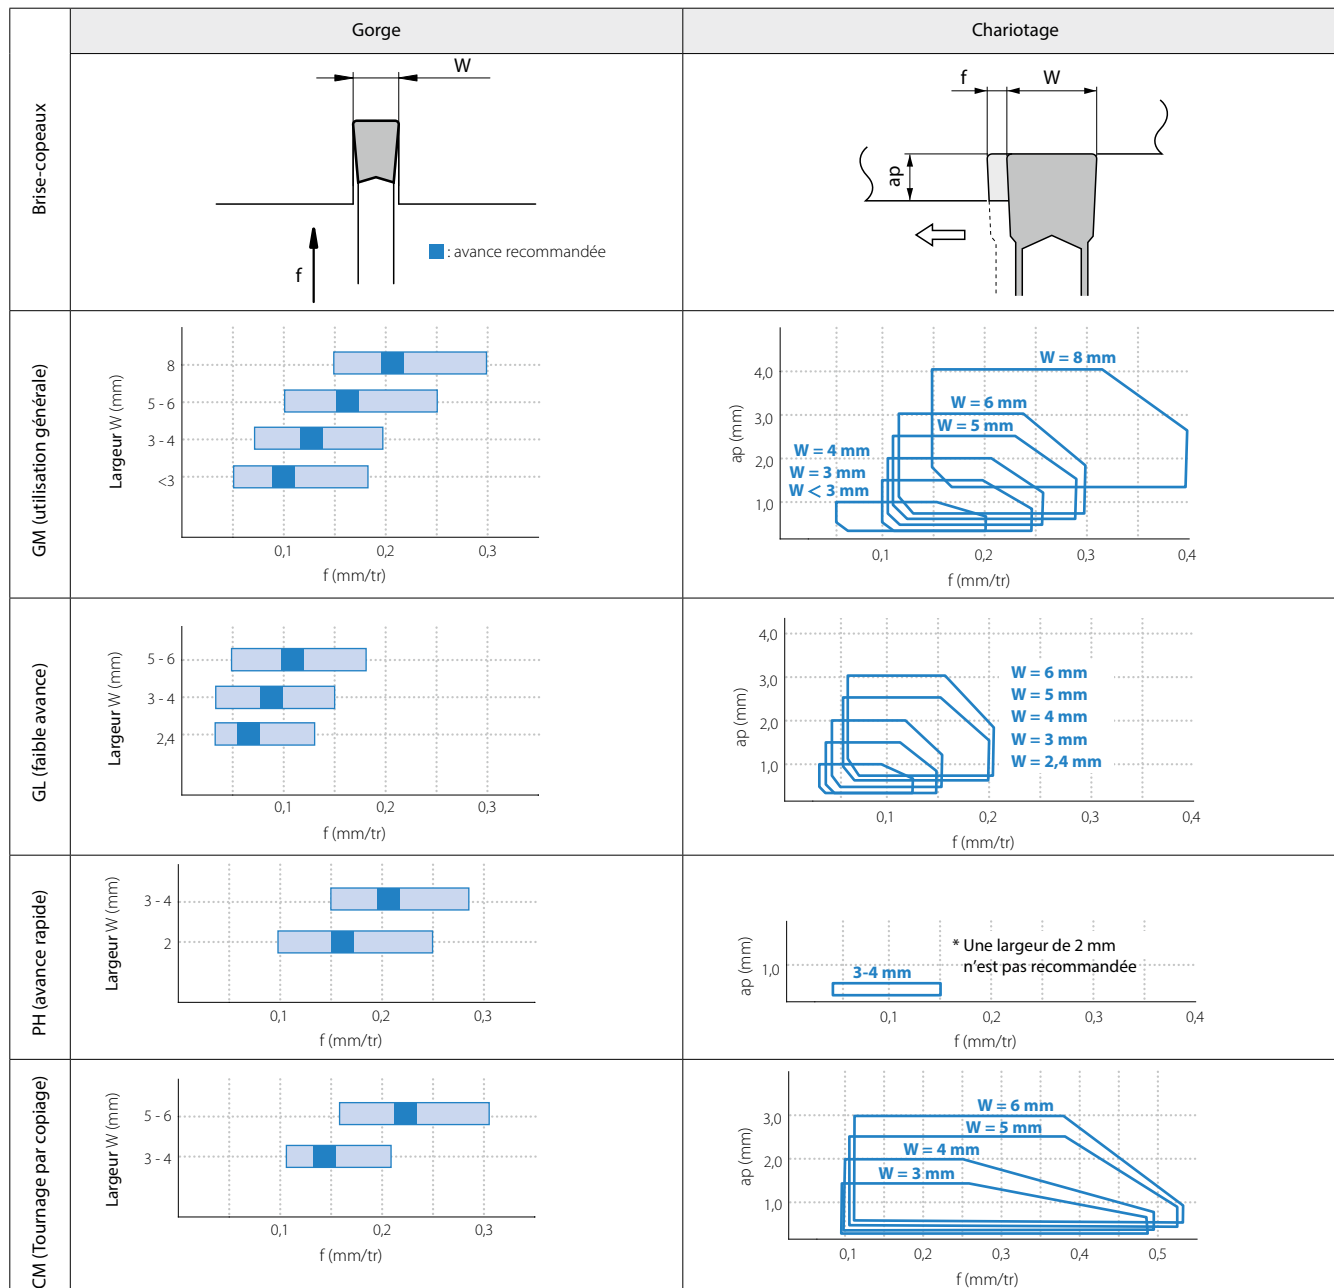 Gorge
Chariotage
Brise-copeaux
W
f
: avance recommandée
f
W
ap
GM (utilisation générale)
Largeur W (mm)
8
5 - 6
3 - 4
<3
0,1
0,2
0,3
f (mm/tr)
ap (mm)
4,0
3,0
2,0
1,0
W = 8 mm
W = 6 mm
W = 5 mm
W = 4 mm
W = 3 mm
W < 3 mm
0,1
0,2
0,3
0,4
f (mm/tr)
GL (faible avance)
Largeur W (mm)
5 - 6
3 - 4
2,4
0,1
0,2
0,3
f (mm/tr)
ap (mm)
4,0
3,0
2,0
1,0
W = 6 mm
W = 5 mm
W = 4 mm
W = 3 mm
W = 2,4 mm
0,1
0,2
0,3
0,4
f (mm/tr)
PH (avance rapide)
Largeur W (mm)
3 - 4
2
0,1
0,2
0,3
f (mm/tr)
ap (mm)
1,0
3-4 mm
* Une largeur de 2 mm
n'est pas recommandée
0,1
0,2
0,3
0,4
f (mm/tr)
CM (Tournage par copiage)
Largeur W (mm)
5 - 6
3 - 4
0,1
0,2
0,3
f (mm/tr)
ap (mm)
3,0
2,0
1,0
W = 6 mm
W = 5 mm
W = 4 mm
W = 3 mm
0,1
0,2
0,3
0,4
0,5
f (mm/tr)